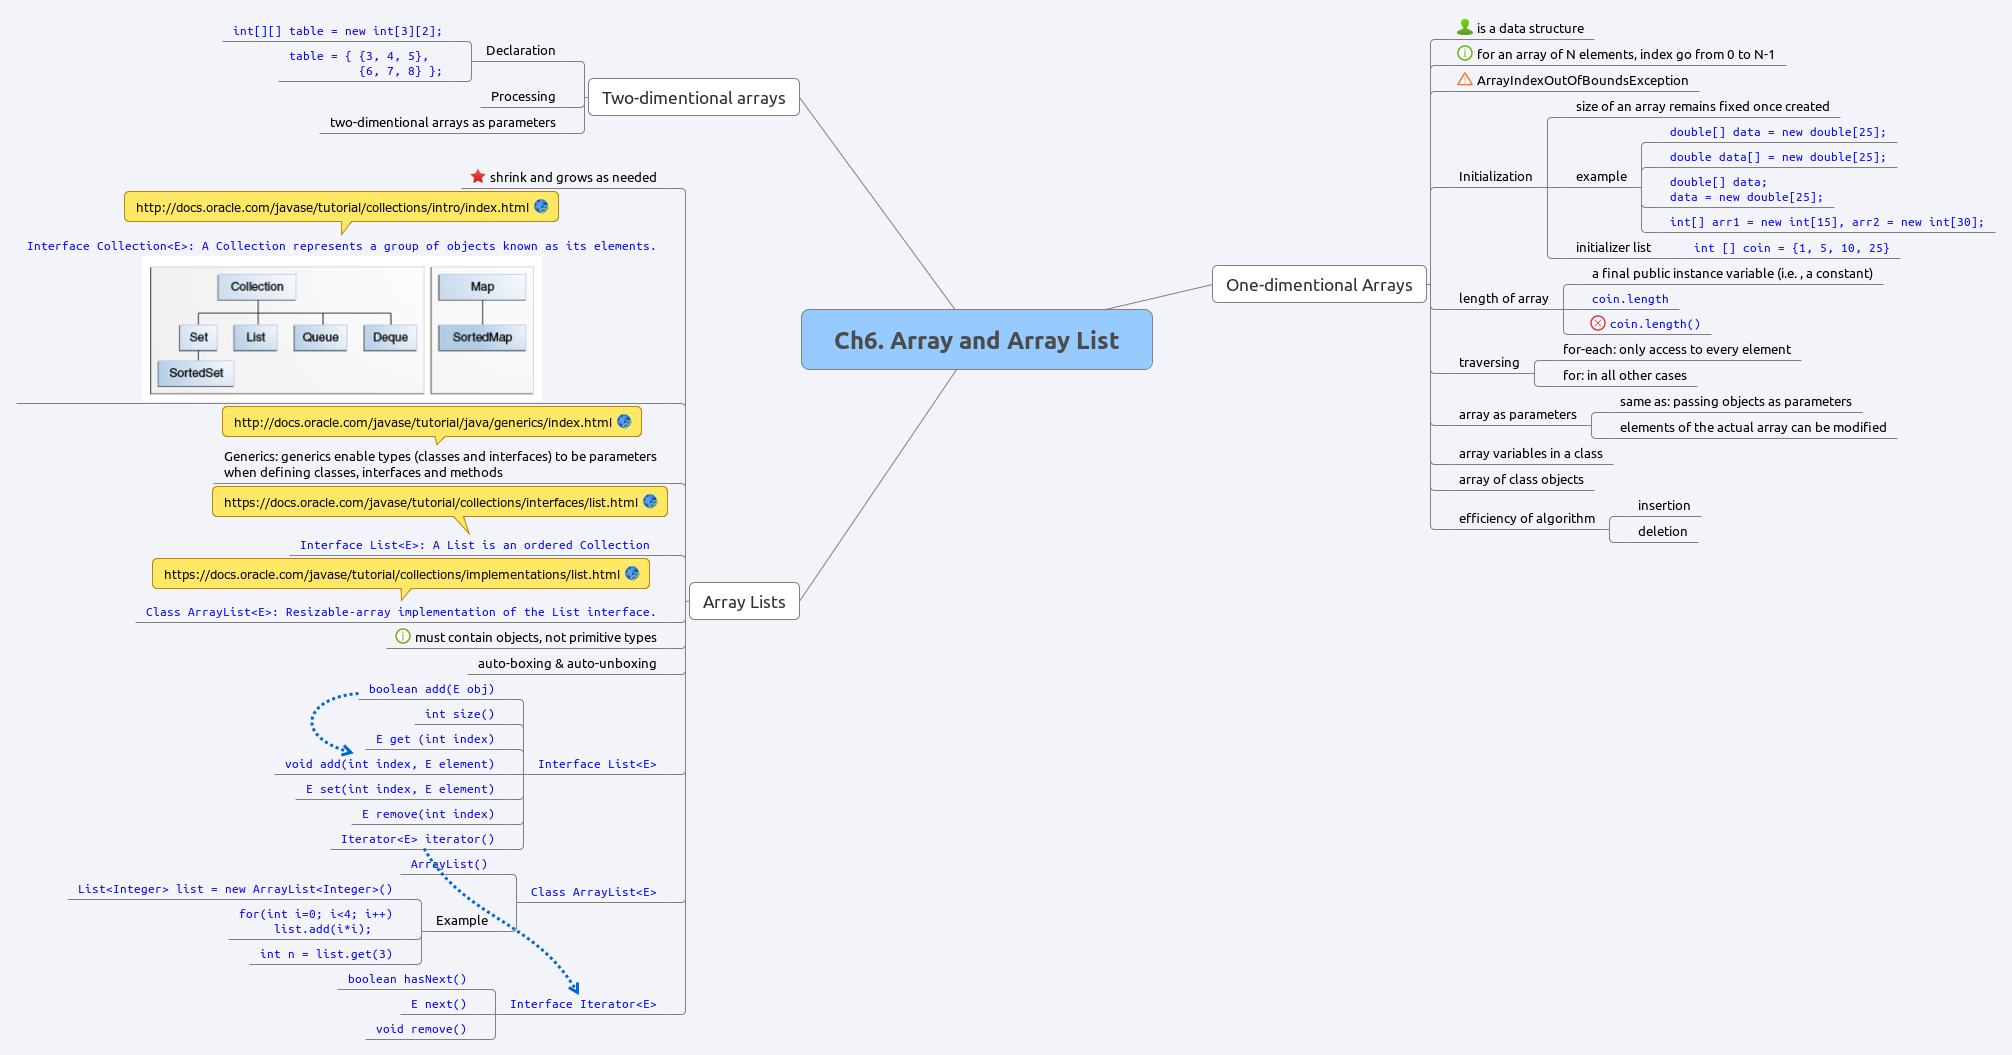 Ch6. Array and Array List
Two-dimentional arrays
Declaration
int[][] table = new int[3][2];
table = { {3, 4, 5},
{6, 7, 8} };
Processing
two-dimentional arrays as parameters
Array Lists
shrink and grows as needed
http://docs.oracle.com/javase/tutorial/collections/intro/index.html
Interface Collection<E>: A Collection represents a group of objects known as its elements.
Collection
Map
Set
List
Queue
Deque
SortedMap
SortedSet
http://docs.oracle.com/javase/tutorial/java/generics/index.html
Generics: generics enable types (classes and interfaces) to be parameters
when defining classes, interfaces and methods
https://docs.oracle.com/javase/tutorial/collections/interfaces/list.html
Interface List<E>: A List is an ordered Collection
https://docs.oracle.com/javase/tutorial/collections/implementations/list.html
Class ArrayList<E>: Resizable-array implementation of the List interface.
must contain objects, not primitive types
auto-boxing & auto-unboxing
Interface List<E>
boolean add(E obj)
int size()
E get (int index)
void add(int index, E element)
E set(int index, E element)
E remove(int index)
Iterator<E> iterator()
Class ArrayList<E>
ArrayList()
Example
List<Integer> list = new ArrayList<Integer>()
for(int i=0; i<4; i++)
list.add(i*i);
int n = list.get(3)
Interface Iterator<E>
boolean hasNext()
E next()
void remove()
One-dimentional Arrays
is a data structure
for an array of N elements, index go from 0 to N-1
ArrayIndexOutOfBoundsException
Initialization
size of an array remains fixed once created
example
double[] data = new double[25];
double data[] = new double[25];
double[] data;
data = new double[25];
int[] arr1 = new int[15], arr2 = new int[30];
initializer list
int [] coin = {1, 5, 10, 25}
length of array
a final public instance variable (i.e. , a constant)
coin.length
coin.length()
traversing
for-each: only access to every element
for: in all other cases
array as parameters
same as: passing objects as parameters
elements of the actual array can be modified
array variables in a class
array of class objects
efficiency of algorithm
insertion
deletion